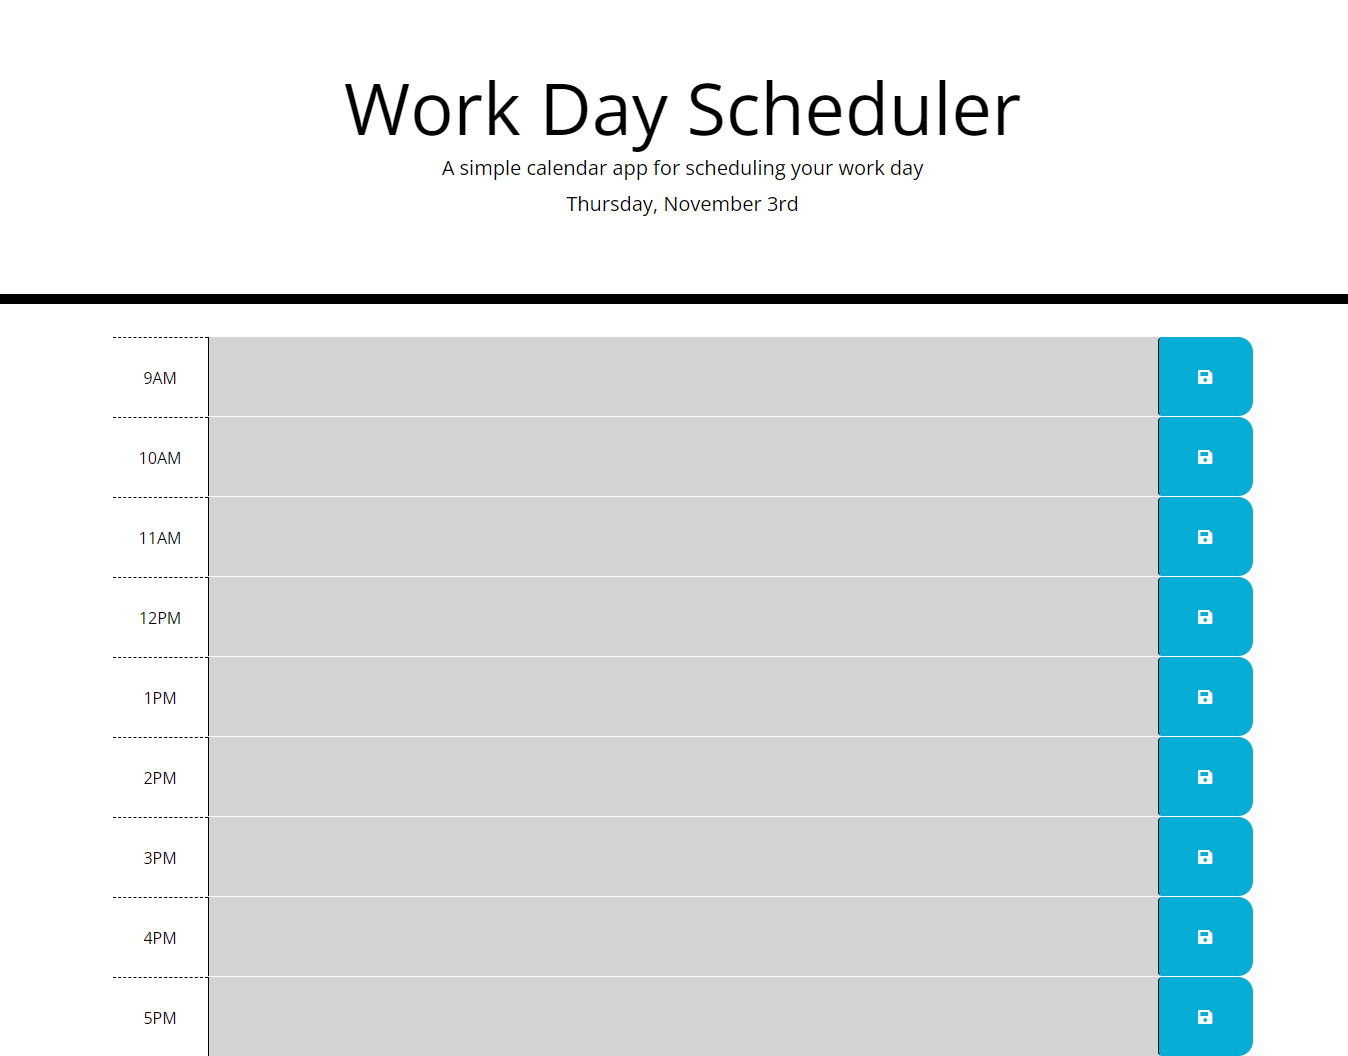 Work Day Scheduler
A simple calendar app for scheduling your work day
Thursday, November 3rd
9AM
10AM
11AM
12PM
1PM
2PM
3PM
4PM
5PM